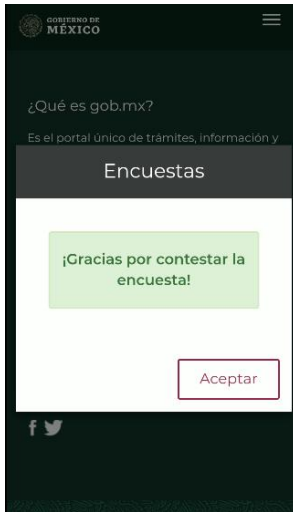 GOBIERNO DE
MÉXICO
¿Qué es gob.mx?
Es el portal único de trámites, información y
Encuestas
¡Gracias por contestar la
encuesta!
Aceptar